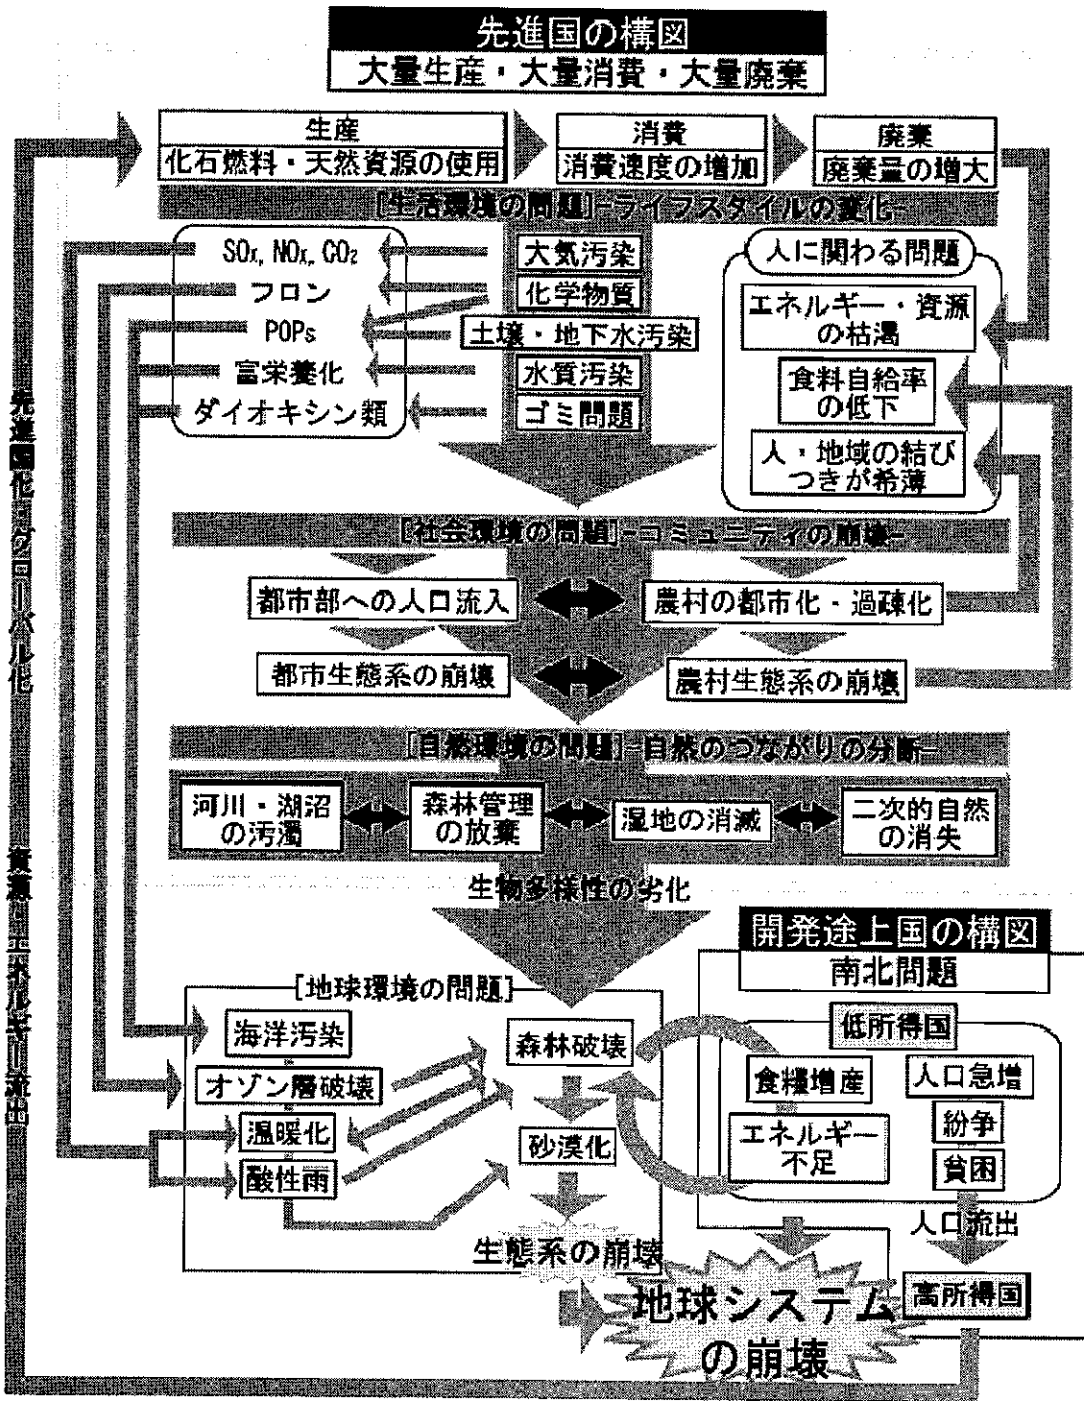 先進国の構図
大量生産・大量消費・大量廃棄
生産
化石燃料・天然資源の使用
消費
消費速度の増加
廃棄
廃棄量の増大
[生活環境の問題]-ライフスタイルの変化-
SOx, NOx, CO2
フロン
POPs
富栄養化
ダイオキシン類
大気汚染
化学物質
土壌・地下水汚染
水質汚染
ゴミ問題
人に関わる問題
エネルギー・資源
の枯渇
食料自給率
の低下
人・地域の結び
つきが希薄
[社会環境の問題]-コミュニティの崩壊-
都市部への人口流入
農村の都市化・過疎化
都市生態系の崩壊
農村生態系の崩壊
[自然環境の問題]-自然のつながりの分断-
河川・湖沼
の汚濁
森林管理
の放棄
湿地の消滅
二次的自然
の消失
生物多様性の劣化
[地球環境の問題]
海洋汚染
オゾン層破壊
温暖化
酸性雨
森林破壊
砂漠化
生態系の崩壊
開発途上国の構図
南北問題
低所得国
食糧増産
エネルギー
不足
人口急増
紛争
貧困
人口流出
高所得国
地球システム
の崩壊
先進国化・グローバル化
資源・エネルギー流出